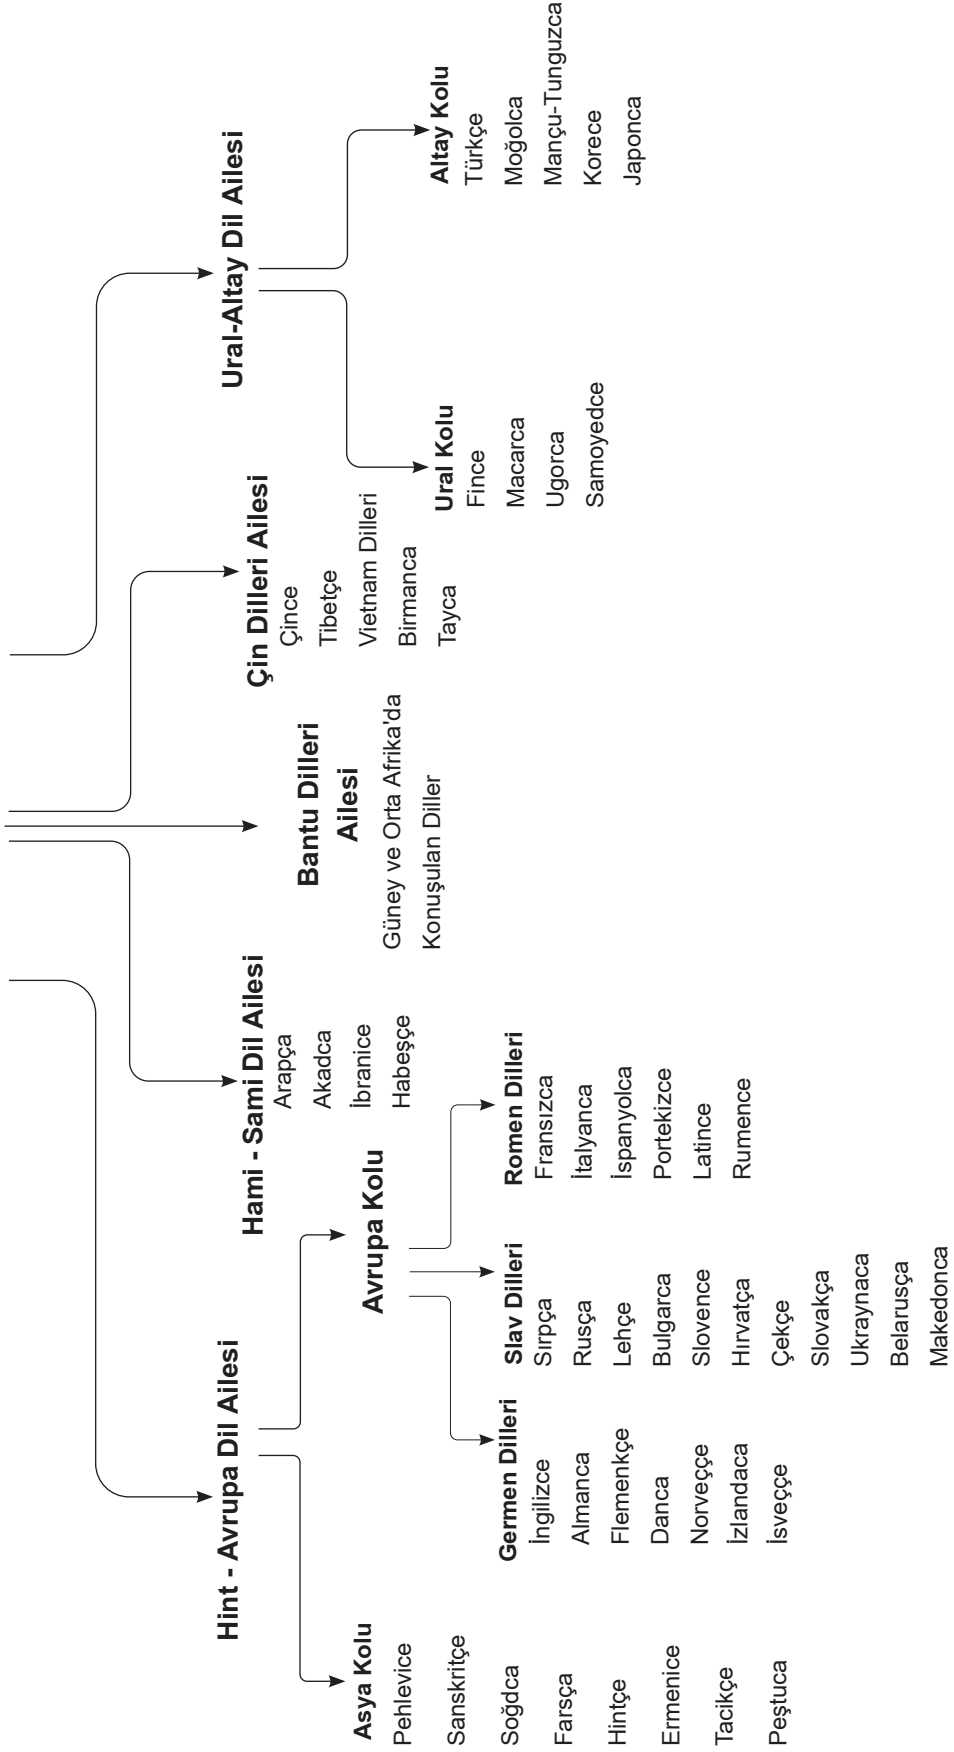 Hint - Avrupa Dil Ailesi
Asya Kolu
Pehlevice
Sanskritçe
Soğdca
Farsça
Hintçe
Ermenice
Tacikçe
Peştuca
Avrupa Kolu
Germen Dilleri
İngilizce
Almanca
Flemenkçe
Danca
Norveççe
İzlandaca
İsveççe
Slav Dilleri
Sırpça
Rusça
Lehçe
Bulgarca
Slovence
Hırvatça
Çekçe
Slovakça
Ukraynaca
Belarusça
Makedonca
Romen Dilleri
Fransızca
İtalyanca
İspanyolca
Portekizce
Latince
Rumence
Hami - Sami Dil Ailesi
Arapça
Akadca
İbranice
Habeşçe
Bantu Dilleri
Ailesi
Güney ve Orta Afrika'da
Konuşulan Diller
Çin Dilleri Ailesi
Çince
Tibetçe
Vietnam Dilleri
Birmanca
Tayca
Ural-Altay Dil Ailesi
Ural Kolu
Fince
Macarca
Ugorca
Samoyedce
Altay Kolu
Türkçe
Moğolca
Mançu-Tunguzca
Korece
Japonca